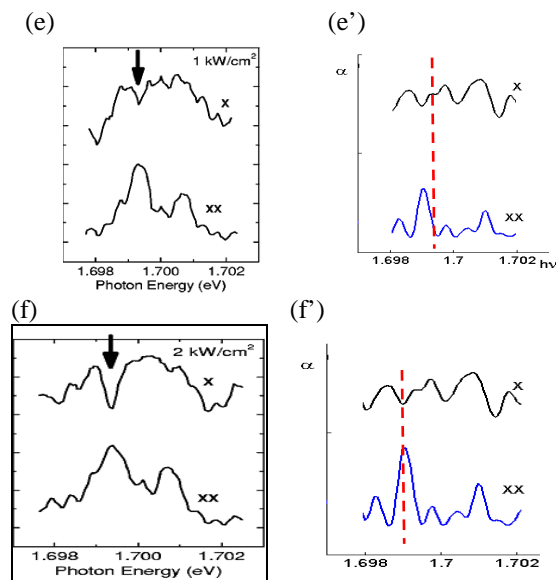 (e)
1 kW/cm²
x
xx
1.698 1.700 1.702
Photon Energy (eV)
(e’)
α
x
xx
1.698 1.7 1.702
hν
(f)
2 kW/cm²
x
xx
1.698 1.700 1.702
Photon Energy (eV)
(f’)
α
x
xx
1.698 1.7 1.702